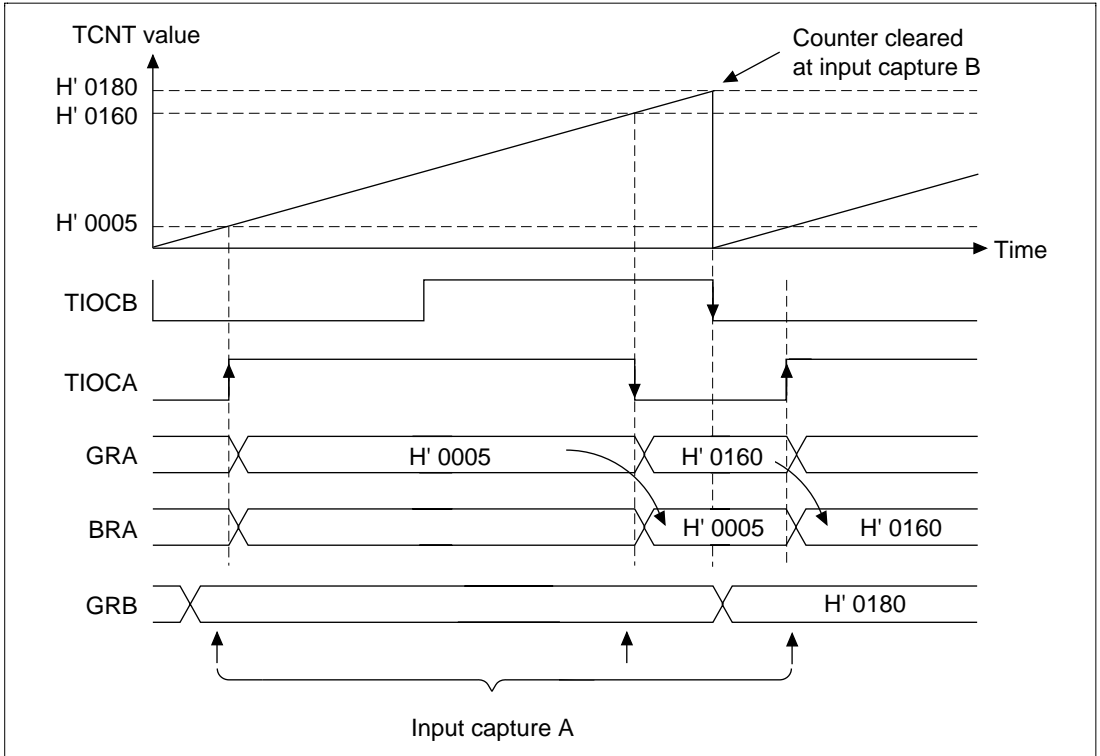 TCNT value
Counter cleared
at input capture B
H' 0180
H' 0160
H' 0005
Time
TIOCB
TIOCA
GRA
H' 0005
H' 0160
BRA
H' 0005
H' 0160
GRB
H' 0180
Input capture A